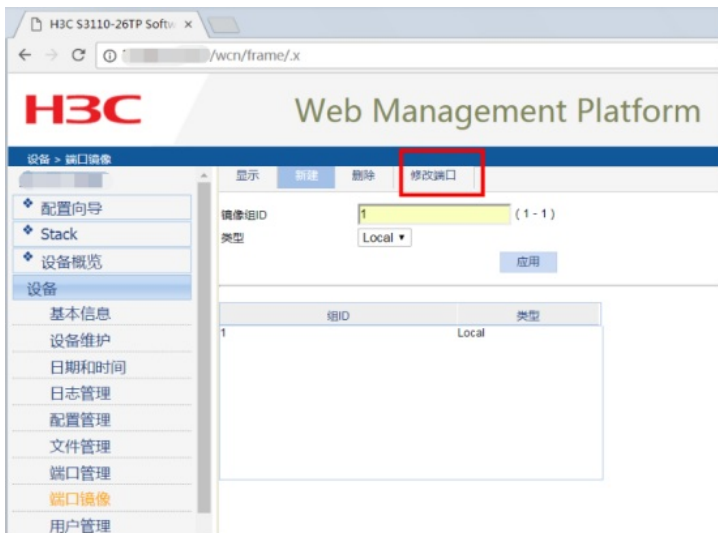 H3C S3110-26TP Softw
/wcn/frame/.x
H3C
Web Management Platform
设备 > 端口镜像
显示 新建 删除 修改端口
配置向导
Stack
设备概览
设备
基本信息
设备维护
日期和时间
日志管理
配置管理
文件管理
端口管理
端口镜像
用户管理
镜像组ID 1 (1-1)
类型 Local
应用
组ID 类型
1 Local